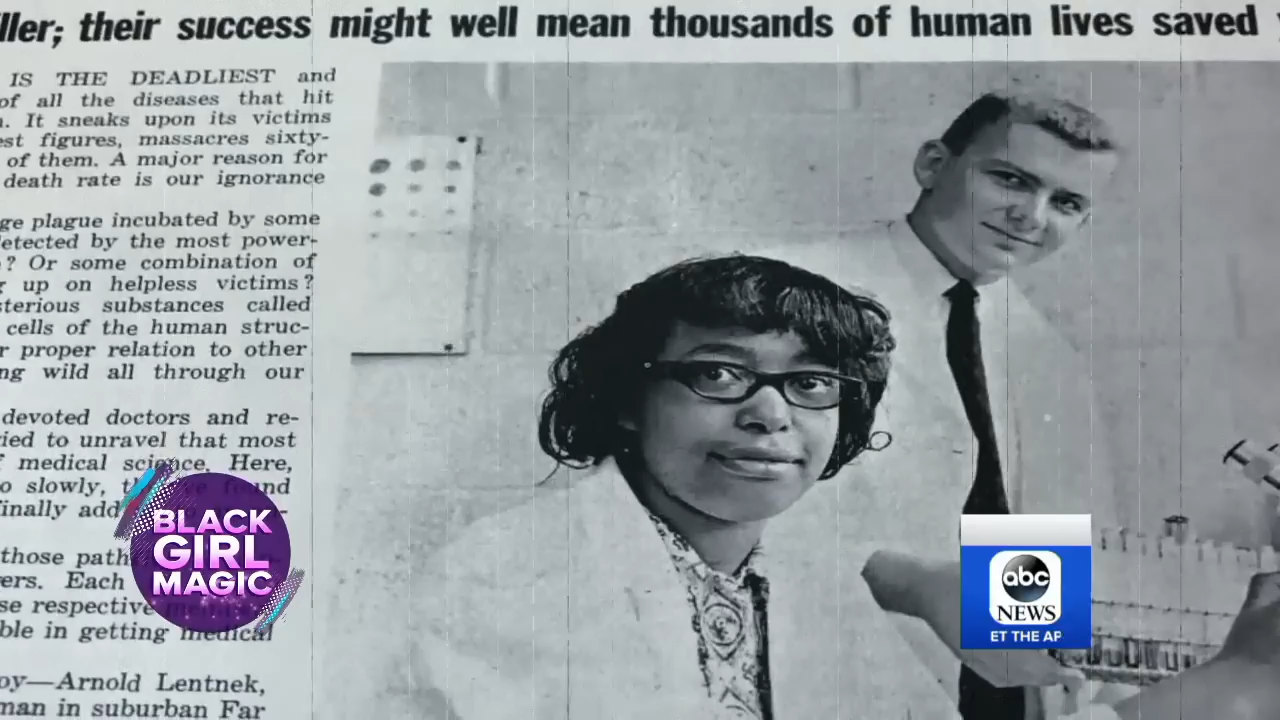 ller; their success might well mean thousands of human lives saved
IS THE DEADLIEST and
of all the diseases that hit
. It sneaks upon its victims
est figures, massacres sixty-
of them. A major reason for
death rate is our ignorance
ge plague incubated by some
etected by the most power-
? Or some combination of
up on helpless victims?
sterious substances called
cells of the human struc-
r proper relation to other
ng wild all through our
devoted doctors and re-
ied to unravel that most
medical science. Here,
o slowly, found
finally add
those path
ers. Each
se respective
ble in getting medical
oy—Arnold Lentnek,
man in suburban Far
BLACK
GIRL
MAGIC
abc
NEWS
ET THE AP